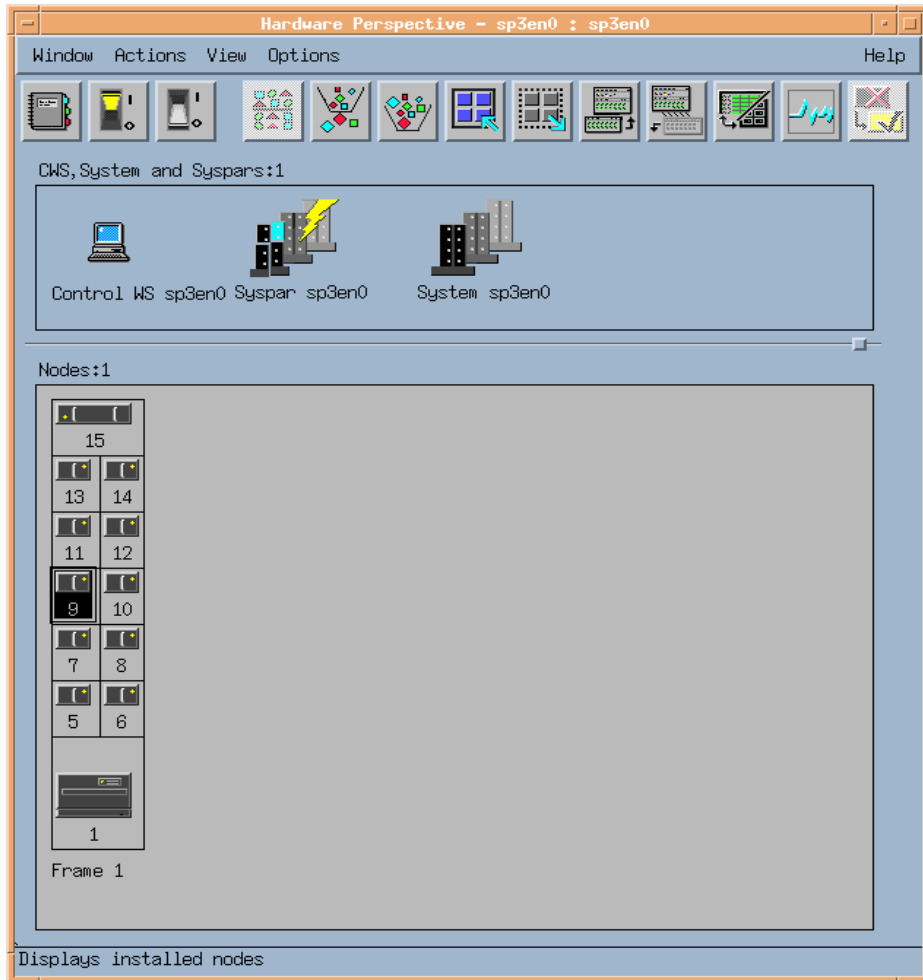 Hardware Perspective - sp3en0 : sp3en0
Window Actions View Options Help
CWS,System and Syspars:1
Control WS sp3en0 Syspar sp3en0 System sp3en0
Nodes:1
15
13 14
11 12
9 10
7 8
5 6
1
Frame 1
Displays installed nodes